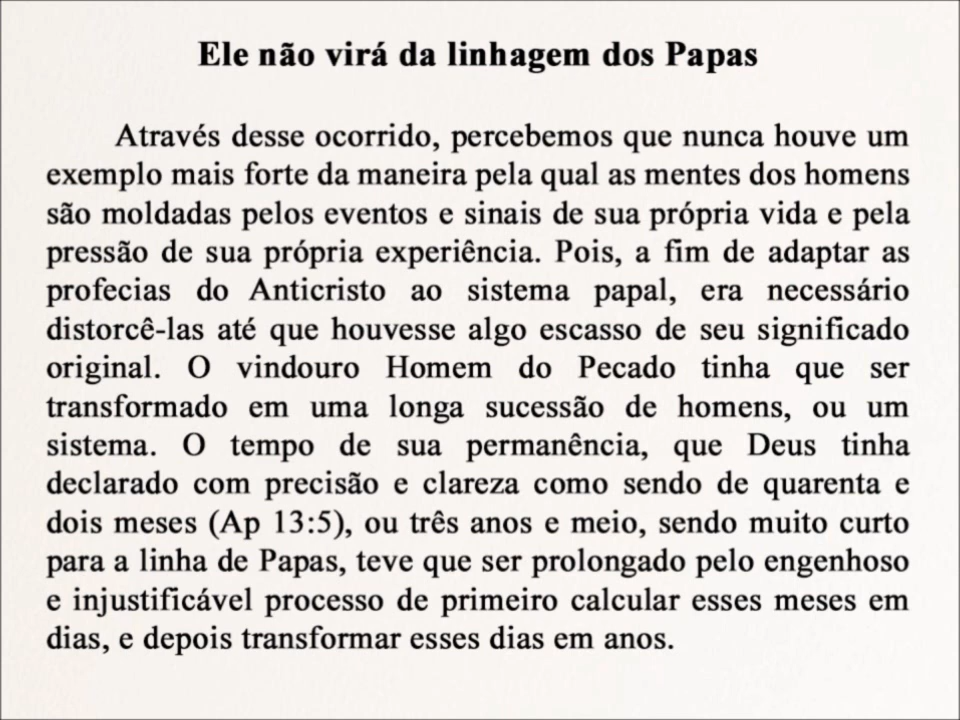 Ele não virá da linhagem dos Papas
Através desse ocorrido, percebemos que nunca houve um
exemplo mais forte da maneira pela qual as mentes dos homens
são moldadas pelos eventos e sinais de sua própria vida e pela
pressão de sua própria experiência. Pois, a fim de adaptar as
profecias do Anticristo ao sistema papal, era necessário
distorcê-las até que houvesse algo escasso de seu significado
original. O vindouro Homem do Pecado tinha que ser
transformado em uma longa sucessão de homens, ou um
sistema. O tempo de sua permanência, que Deus tinha
declarado com precisão e clareza como sendo de quarenta e
dois meses (Ap 13:5), ou três anos e meio, sendo muito curto
para a linha de Papas, teve que ser prolongado pelo engenhoso
e injustificável processo de primeiro calcular esses meses em
dias, e depois transformar esses dias em anos.